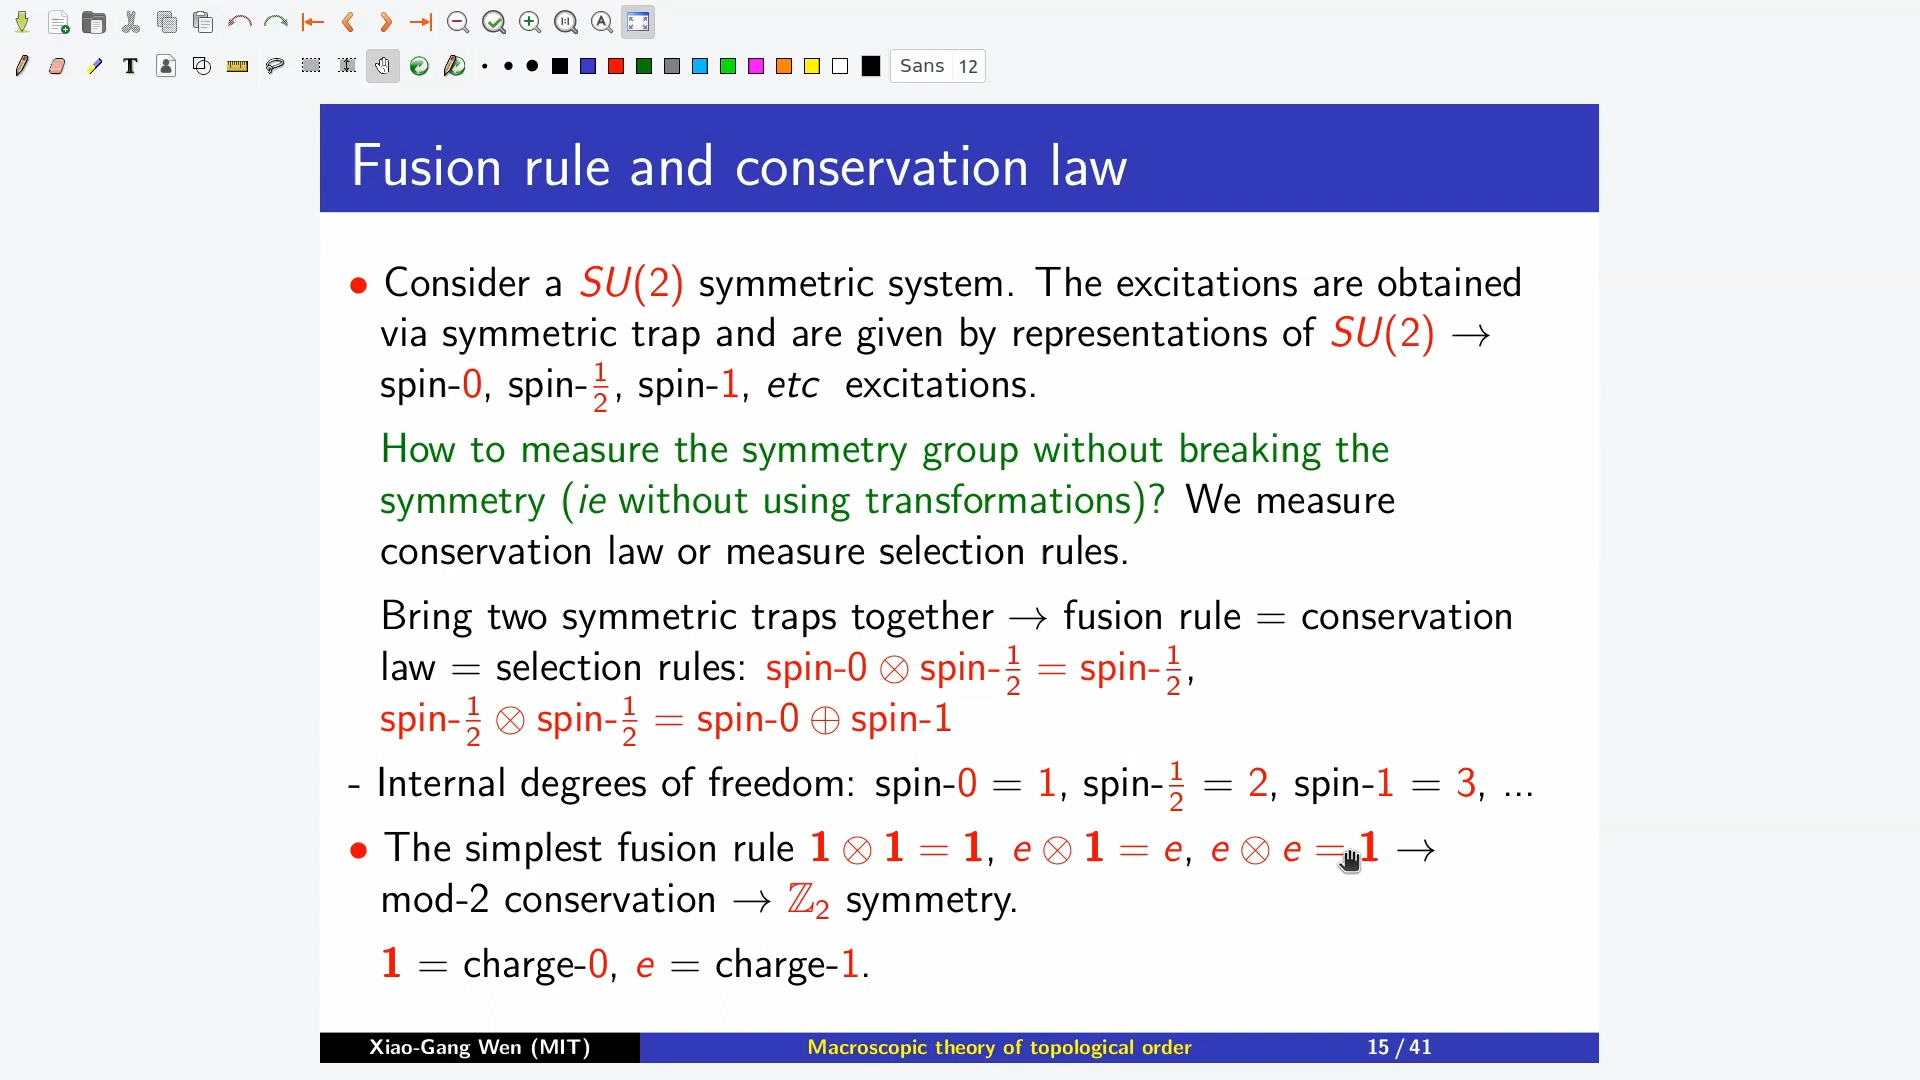 Sans 12
Fusion rule and conservation law
• Consider a SU(2) symmetric system. The excitations are obtained
via symmetric trap and are given by representations of SU(2) →
spin-0, spin-1/2, spin-1, etc excitations.
How to measure the symmetry group without breaking the
symmetry (ie without using transformations)? We measure
conservation law or measure selection rules.
Bring two symmetric traps together → fusion rule = conservation
law = selection rules: spin-0 ⊗ spin-1/2 = spin-1/2,
spin-1/2 ⊗ spin-1/2 = spin-0 ⊕ spin-1
- Internal degrees of freedom: spin-0 = 1, spin-1/2 = 2, spin-1 = 3, ...
• The simplest fusion rule 1 ⊗ 1 = 1, e ⊗ 1 = e, e ⊗ e = 1 →
mod-2 conservation → ℤ₂ symmetry.
1 = charge-0, e = charge-1.
Xiao-Gang Wen (MIT) Macroscopic theory of topological order 15 / 41